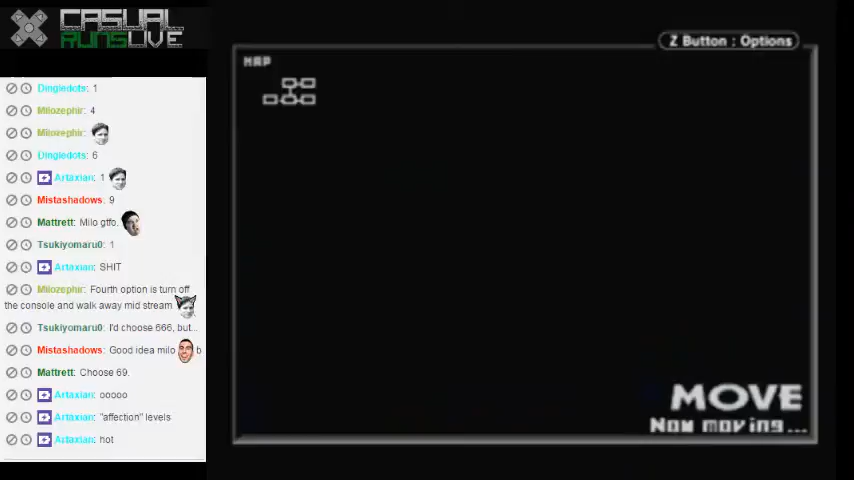 CASUAL
RUNSLIVE
Dingledots: 1
Milozephir: 4
Milozephir:
Dingledots: 6
Artaxian: 1
Mistashadows: 9
Mattrett: Milo gtfo.
Tsukiyomaru0: 1
Artaxian: SHIT
Milozephir: Fourth option is turn off
the console and walk away mid stream
Tsukiyomaru0: I'd choose 666, but...
Mistashadows: Good idea milo b
Mattrett: Choose 69.
Artaxian: ooooo
Artaxian: "affection" levels
Artaxian: hot
Z Button : Options
MAP
MOVE
Now moving...